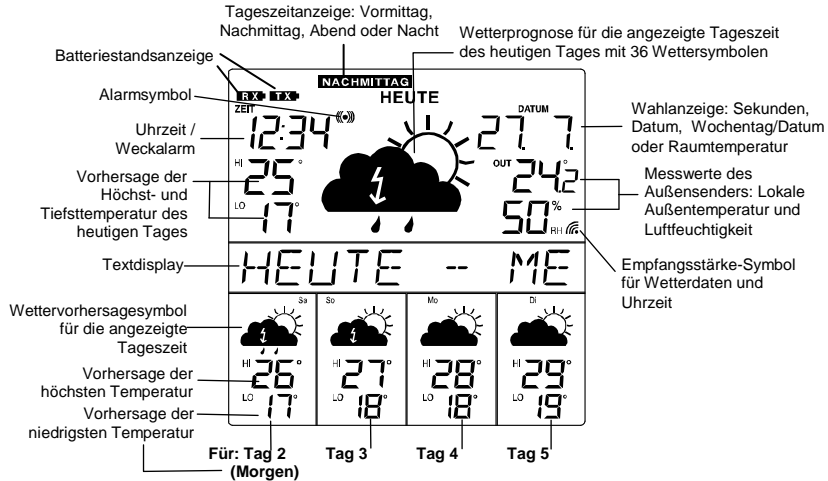 Tageszeitanzeige: Vormittag,
Nachmittag, Abend oder Nacht
Wetterprognose für die angezeigte Tageszeit
des heutigen Tages mit 36 Wettersymbolen
Batteriestandsanzeige
Alarmsymbol
Uhrzeit /
Weckalarm
Vorhersage der
Höchst- und
Tiefsttemperatur des
heutigen Tages
Textdisplay
Wettervorhersagesymbol
für die angezeigte
Tageszeit
Vorhersage der
höchsten Temperatur
Vorhersage der
niedrigsten Temperatur
NACHMITTAG
HEUTE
RX TX
ZEIT
12:34
DATUM
27. 7.
HI 25°
LO 17°
OUT 24.2°
50%
RH
HEUTE -- ME
Sa So Mo Di
HI 26° HI 27° HI 28° HI 29°
LO 17° LO 18° LO 18° LO 19°
Wahlanzeige: Sekunden,
Datum, Wochentag/Datum
oder Raumtemperatur
Messwerte des
Außensenders: Lokale
Außentemperatur und
Luftfeuchtigkeit
Empfangsstärke-Symbol
für Wetterdaten und
Uhrzeit
Für: Tag 2 Tag 3 Tag 4 Tag 5
(Morgen)